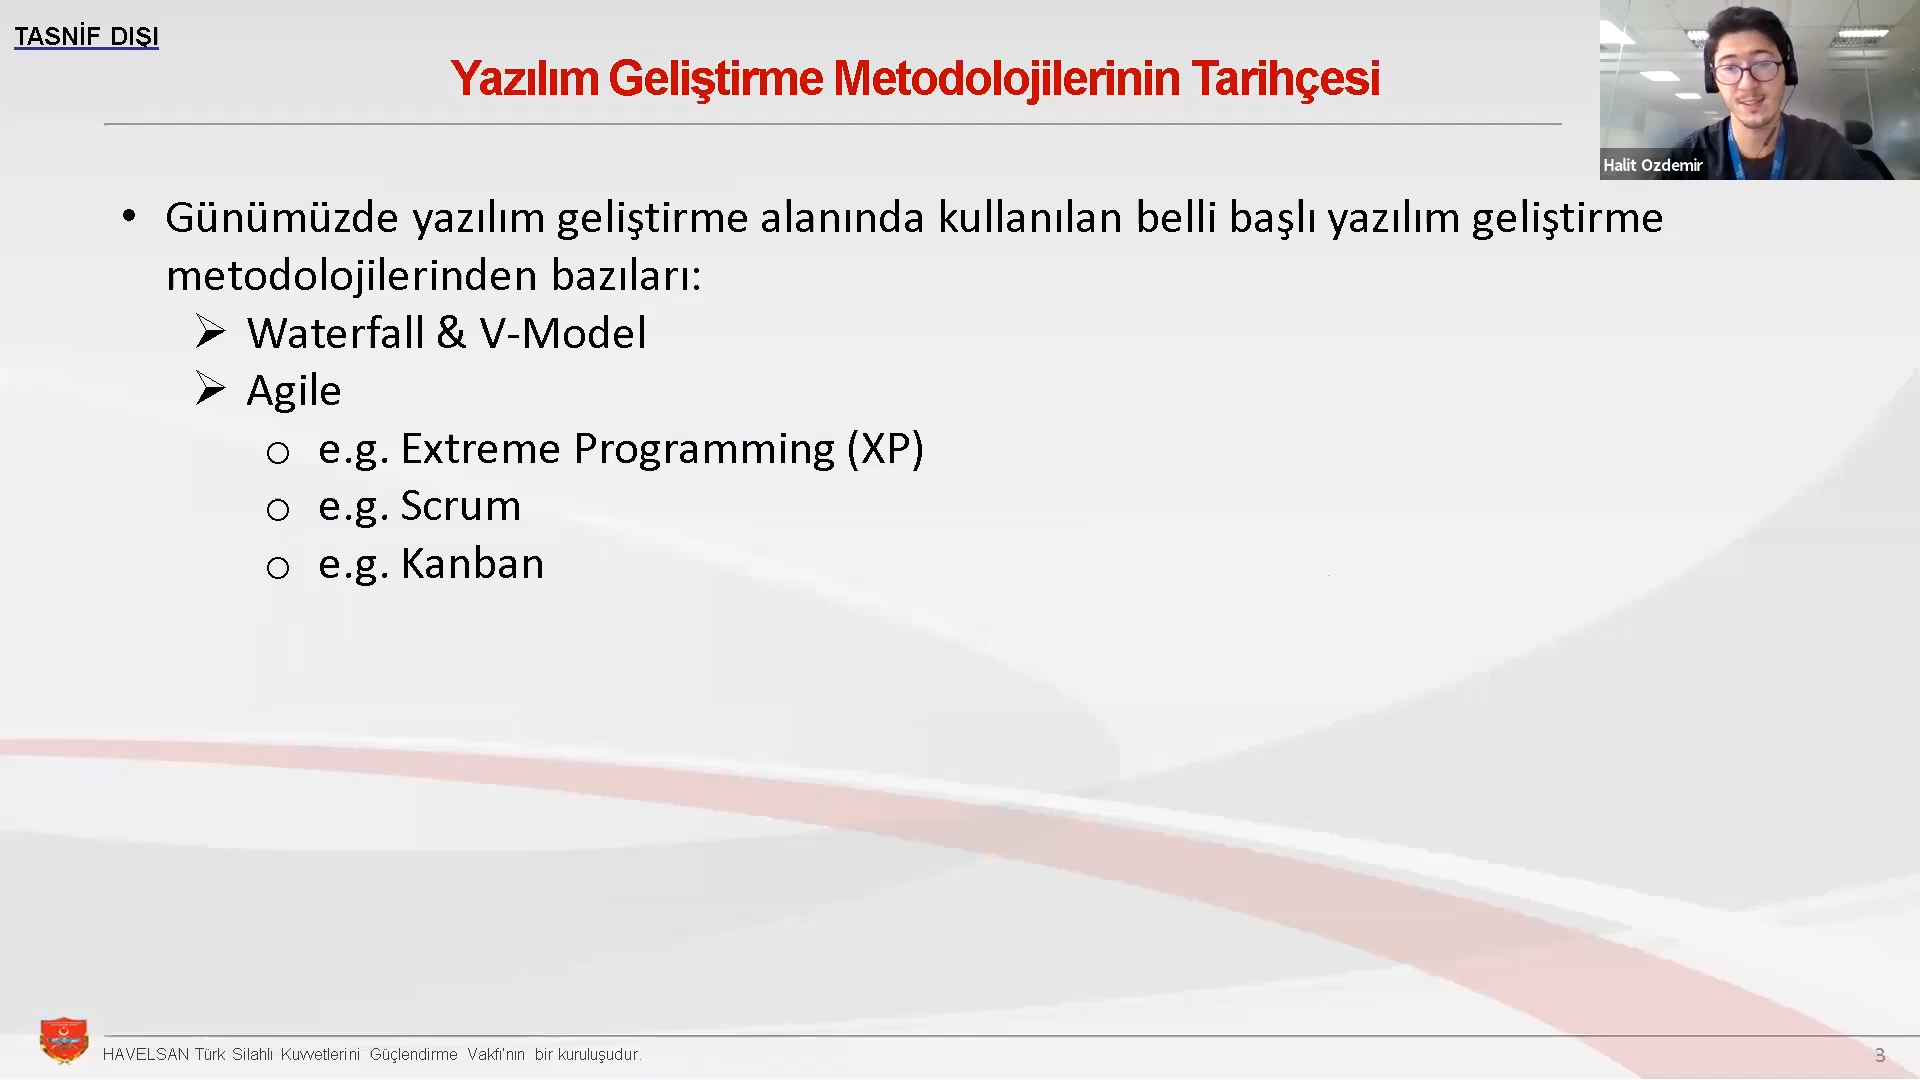 TASNİF DIŞI
Yazılım Geliştirme Metodolojilerinin Tarihçesi
Halit Ozdemir
• Günümüzde yazılım geliştirme alanında kullanılan belli başlı yazılım geliştirme
metodolojilerinden bazıları:
➢ Waterfall & V-Model
➢ Agile
o e.g. Extreme Programming (XP)
o e.g. Scrum
o e.g. Kanban
HAVELSAN Türk Silahlı Kuvvetlerini Güçlendirme Vakfı'nın bir kuruluşudur.
3